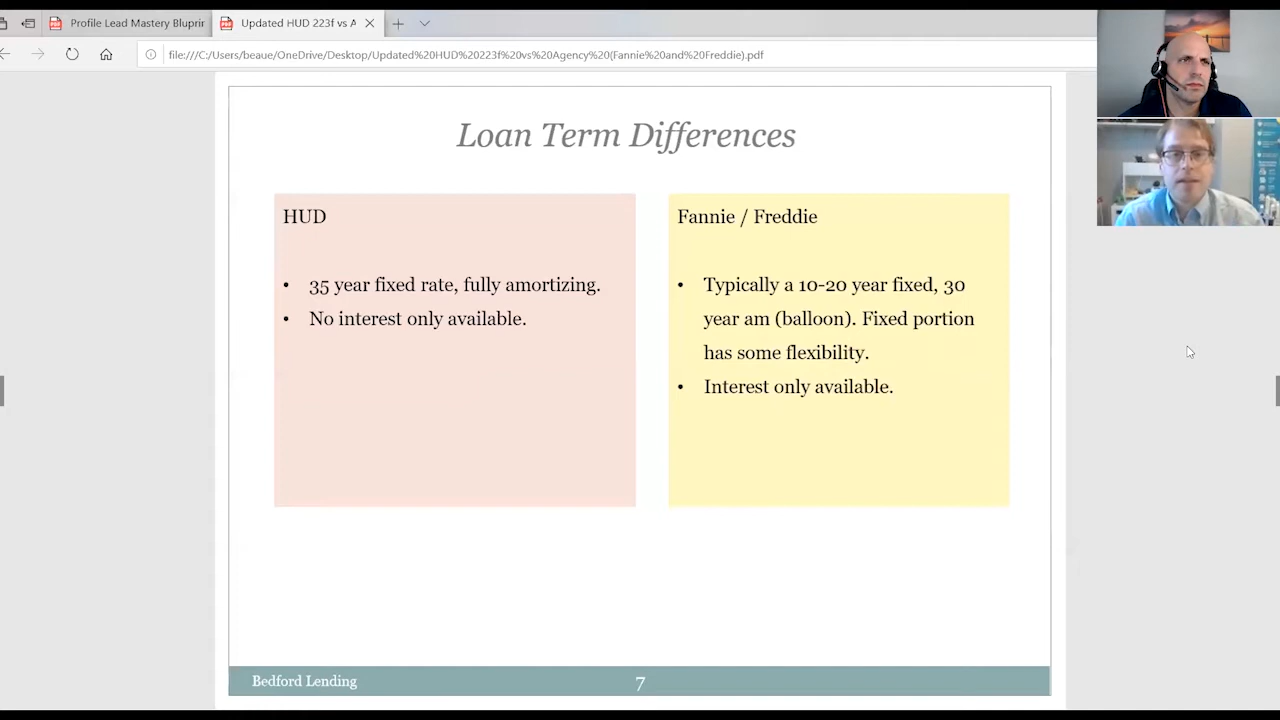 Profile Lead Mastery Bluprir
Updated HUD 223f vs A
file:///C:/Users/beaue/OneDrive/Desktop/Updated%20HUD%20223f%20vs%20Agency%20(Fannie%20and%20Freddie).pdf
Loan Term Differences
HUD
• 35 year fixed rate, fully amortizing.
• No interest only available.
Fannie / Freddie
• Typically a 10-20 year fixed, 30
year am (balloon). Fixed portion
has some flexibility.
• Interest only available.
Bedford Lending
7